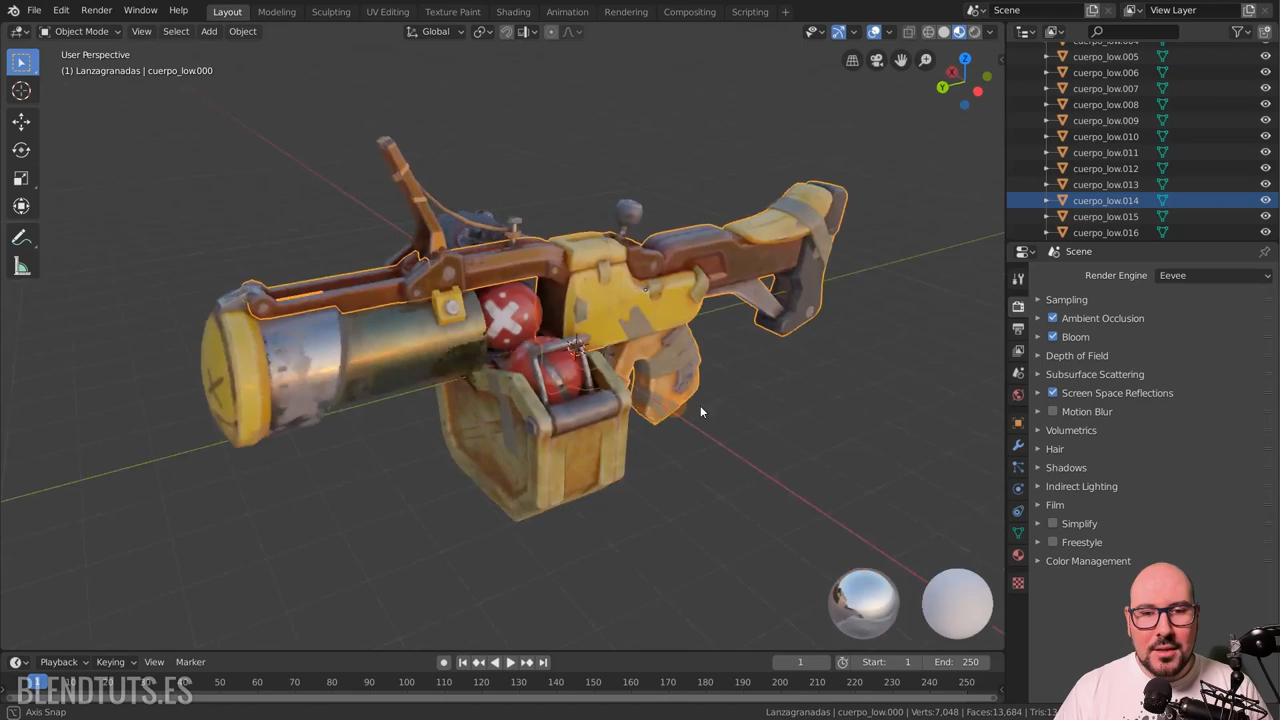 File Edit Render Window Help Layout Modeling Sculpting UV Editing Texture Paint Shading Animation Rendering Compositing Scripting + Scene View Layer
Object Mode View Select Add Object Global
User Perspective
(1) Lanzagranadas | cuerpo_low.000
cuerpo_low.005
cuerpo_low.006
cuerpo_low.007
cuerpo_low.008
cuerpo_low.009
cuerpo_low.010
cuerpo_low.011
cuerpo_low.012
cuerpo_low.013
cuerpo_low.014
cuerpo_low.015
cuerpo_low.016
Z
Y
X
Scene
Render Engine Eevee
Sampling
Ambient Occlusion
Bloom
Depth of Field
Subsurface Scattering
Screen Space Reflections
Motion Blur
Volumetrics
Hair
Shadows
Indirect Lighting
Film
Simplify
Freestyle
Color Management
Playback Keying View Marker 1 Start: 1 End: 250
1 20 30 40 50 60 70 80 90 100 110 120 130 140 150 160 170 180 190 200 210 220 230 240 250
BLENDTUTS.ES
Axis Snap Lanzagranadas | cuerpo_low.000 | Verts:7,048 | Faces:13,684 | Tris:13